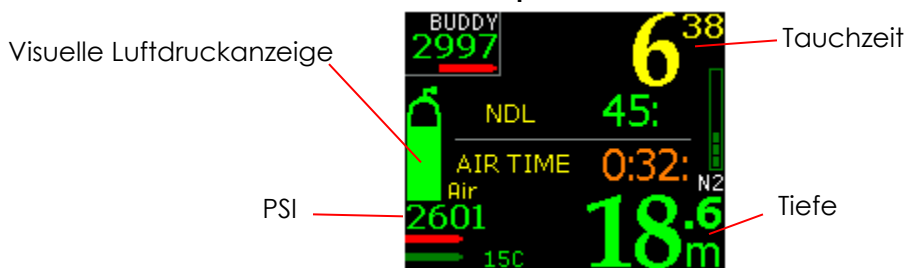 BUDDY
2997
6 38
Tauchzeit
Visuelle Luftdruckanzeige
NDL 45:
AIR TIME 0:32:
N2
Air
PSI
2601
18.6m
Tiefe
15C